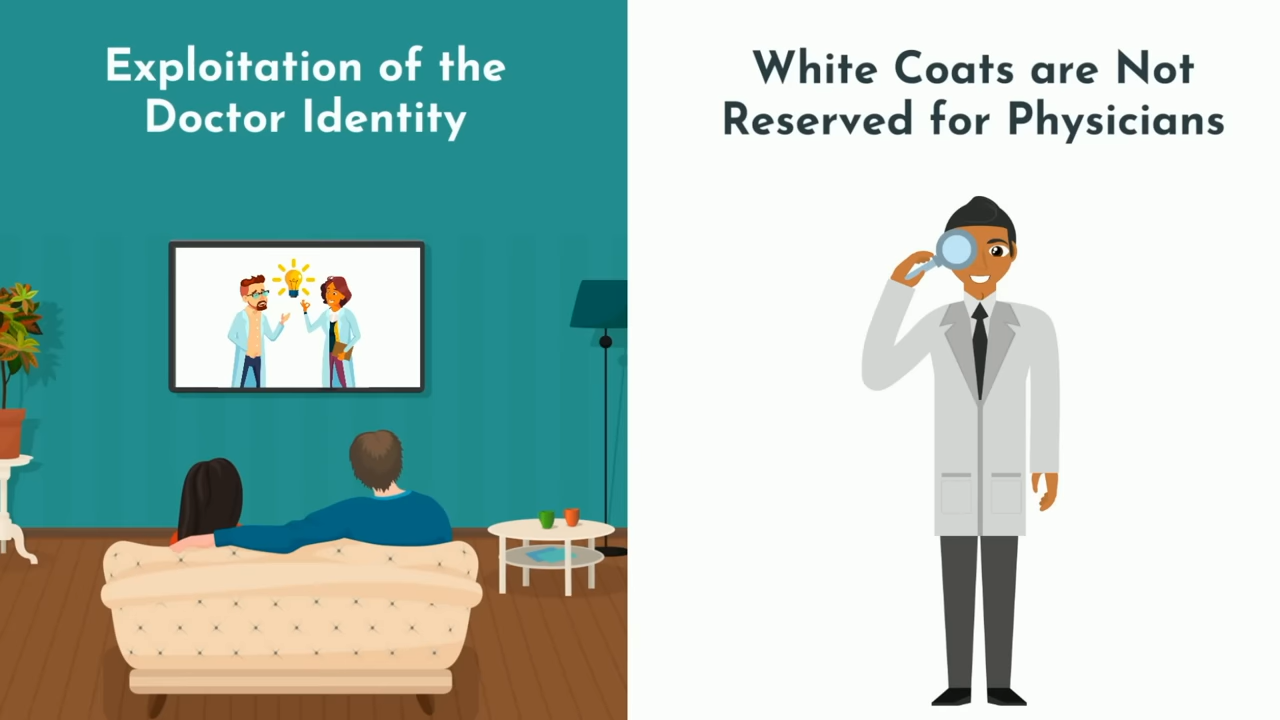 Exploitation of the
Doctor Identity
White Coats are Not
Reserved for Physicians